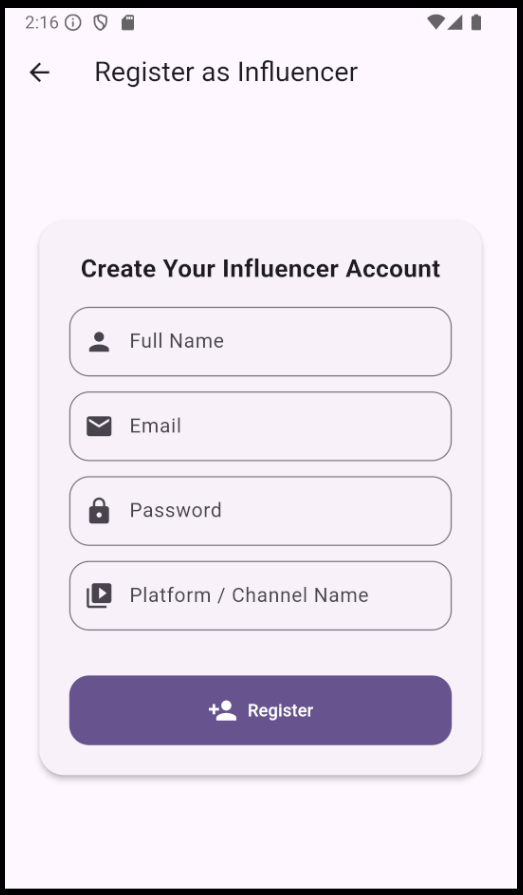 2:16
Register as Influencer
Create Your Influencer Account
Full Name
Email
Password
Platform / Channel Name
Register